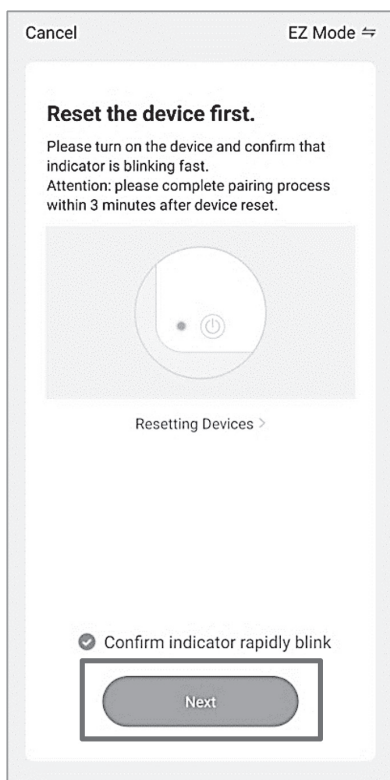 Cancel
EZ Mode ⇋
Reset the device first.
Please turn on the device and confirm that
indicator is blinking fast.
Attention: please complete pairing process
within 3 minutes after device reset.
Resetting Devices >
Confirm indicator rapidly blink
Next